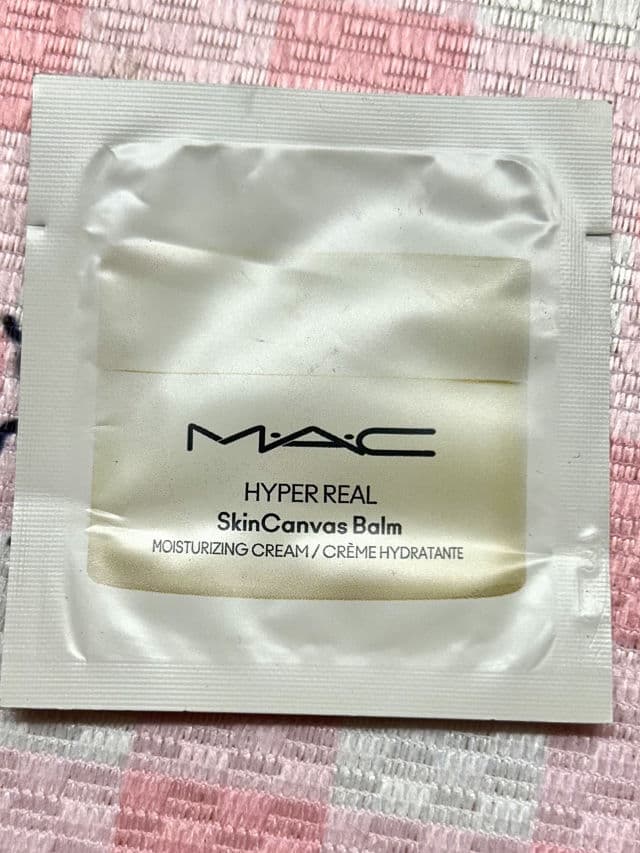 M·A·C
HYPER REAL
SkinCanvas Balm
MOISTURIZING CREAM / CRÈME HYDRATANTE